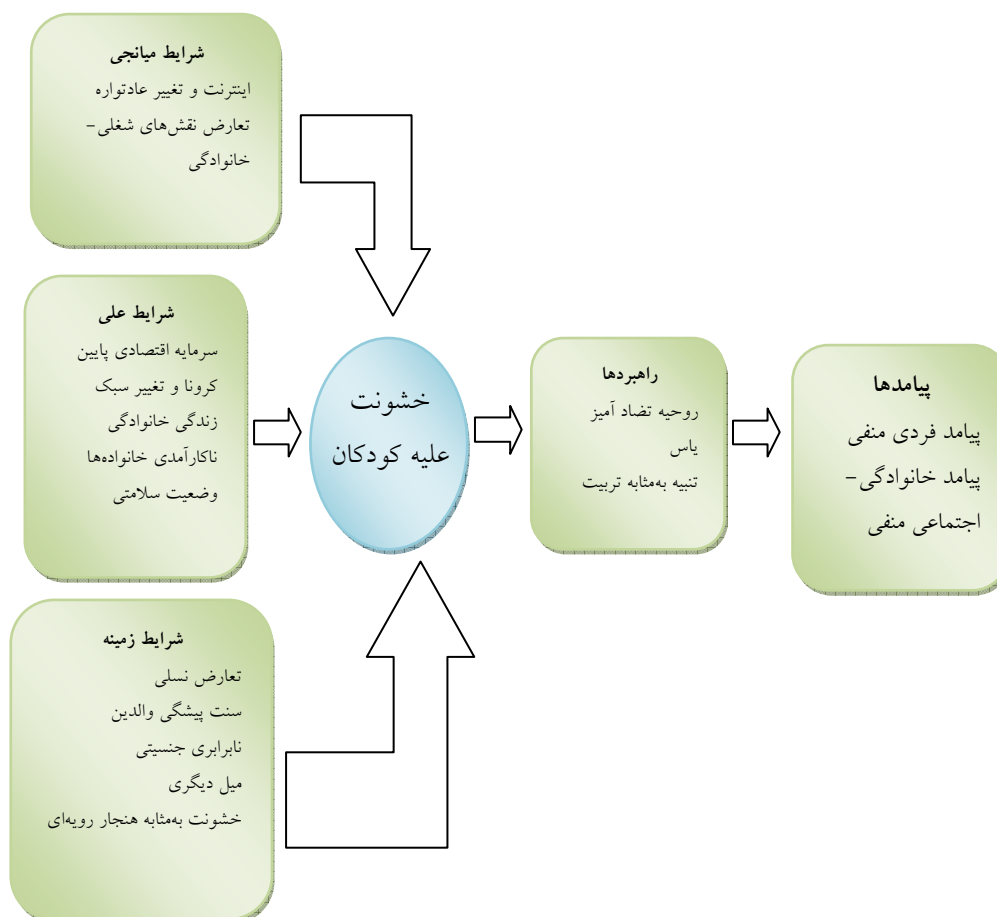 شرایط میانجی
اینترنت و تغییر عادتواره
تعارض نقش‌های شغلی–
خانوادگی
شرایط علی
سرمایه اقتصادی پایین
کرونا و تغییر سبک
زندگی خانوادگی
ناکارآمدی خانواده‌ها
وضعیت سلامتی
شرایط زمینه
تعارض نسلی
سنت پیشگی والدین
نابرابری جنسیتی
میل دیگری
خشونت به‌مثابه هنجار رویه‌ای
خشونت
علیه کودکان
راهبردها
روحیه تضاد آمیز
یاس
تنبیه به‌مثابه تربیت
پیامدها
پیامد فردی منفی
پیامد خانوادگی–
اجتماعی منفی